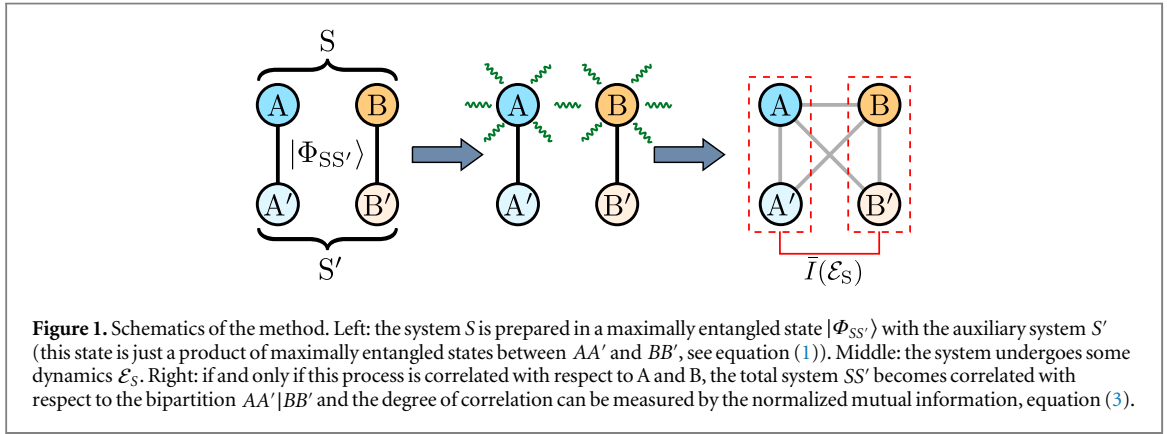 S
A B A B A B
|Φ_SS′⟩
A′ B′ A′ B′ A′ B′
S′
Ī(ℰ_S)
Figure 1. Schematics of the method. Left: the system S is prepared in a maximally entangled state |Φ_SS′⟩ with the auxiliary system S′
(this state is just a product of maximally entangled states between AA′ and BB′, see equation (1)). Middle: the system undergoes some
dynamics ℰ_S. Right: if and only if this process is correlated with respect to A and B, the total system SS′ becomes correlated with
respect to the bipartition AA′|BB′ and the degree of correlation can be measured by the normalized mutual information, equation (3).